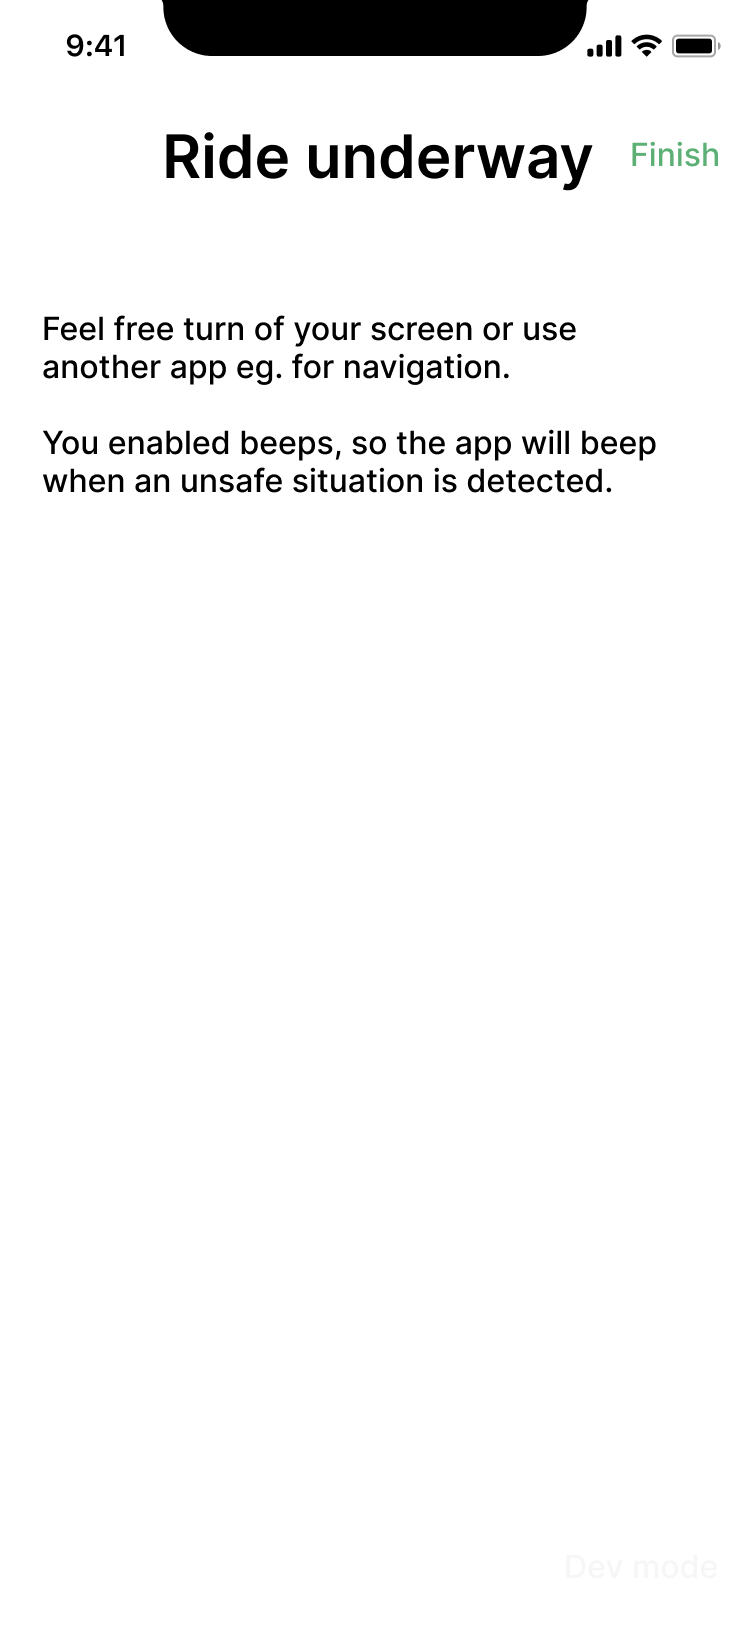 9:41
Ride underway
Finish
Feel free turn of your screen or use
another app eg. for navigation.
You enabled beeps, so the app will beep
when an unsafe situation is detected.
Dev mode